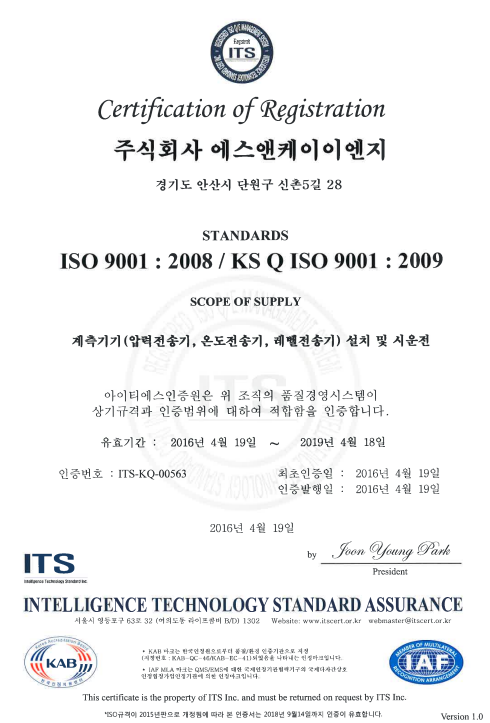 Registrar
ITS
Certification of Registration
주식회사 에스앤케이이엔지
경기도 안산시 단원구 신촌5길 28
STANDARDS
ISO 9001 : 2008 / KS Q ISO 9001 : 2009
SCOPE OF SUPPLY
계측기기(압력전송기, 온도전송기, 레벨전송기) 설치 및 시운전
아이티에스인증원은 위 조직의 품질경영시스템이
상기규격과 인증범위에 대하여 적합함을 인증합니다.
유효기간 : 2016년 4월 19일 ~ 2019년 4월 18일
인증번호 : ITS-KQ-00563 최초인증일 : 2016년 4월 19일
인증발행일 : 2016년 4월 19일
2016년 4월 19일
by Joon Young Park
President
ITS
Intelligence Technology Standard Inc.
INTELLIGENCE TECHNOLOGY STANDARD ASSURANCE
서울시 영등포구 63로 32 (여의도동 라이프콤비 B/D) 1302 Website: www.itscert.or.kr webmaster@itscert.or.kr
KAB
* KAB 마크는 한국인정원으로부터 품질/환경 인증기관으로 지정
(지정번호 : KAB-QC-46/KAB-EC-41)되었음을 나타내는 인정마크입니다.
* IAF MLA 마크는 QMS/EMS에 대한 국제인정기관협력기구와 국제다자간상호
인정협정가입인정기관에 의한 인정마크입니다.
MEMBER OF MULTILATERAL
IAF
RECOGNITION ARRANGEMENT
This certificate is the property of ITS Inc. and must be returned on request by ITS Inc.
*ISO규격이 2015년판으로 개정됨에 따라 본 인증서는 2018년 9월14일까지 인증이 유효합니다.
Version 1.0